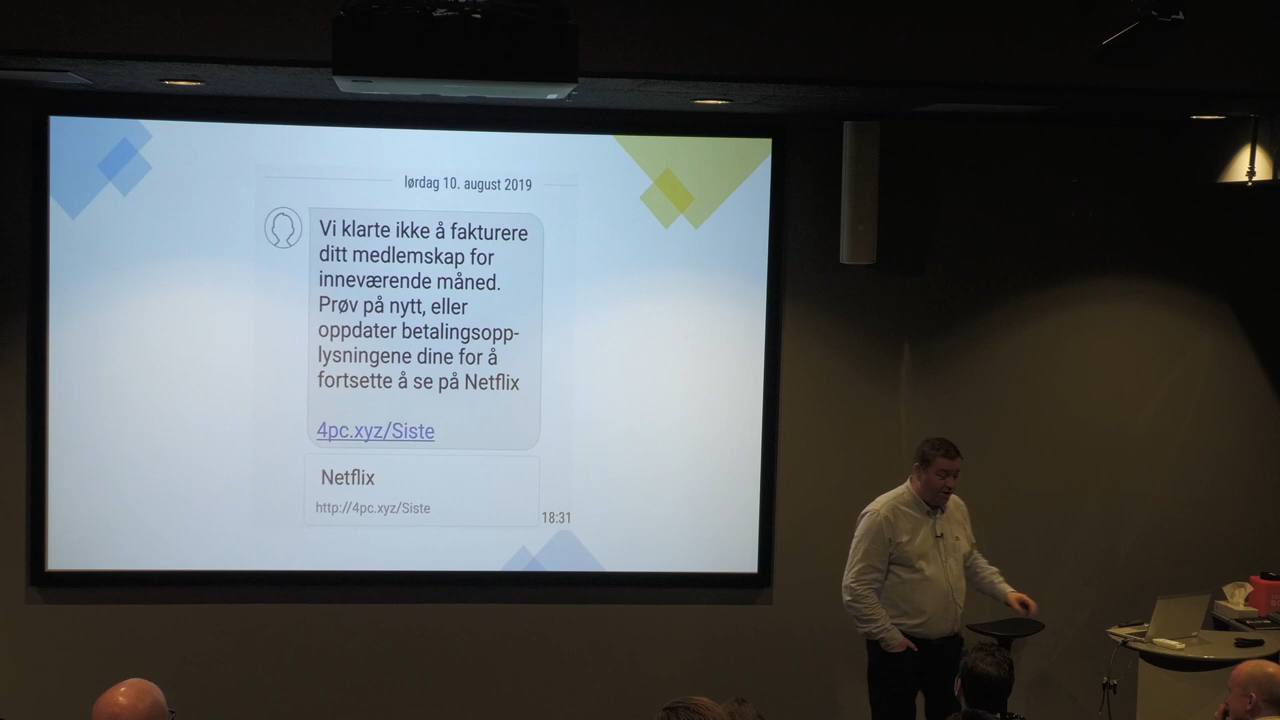 lørdag 10. august 2019
Vi klarte ikke å fakturere
ditt medlemskap for
inneværende måned.
Prøv på nytt, eller
oppdater betalingsopp-
lysningene dine for å
fortsette å se på Netflix
4pc.xyz/Siste
Netflix
http://4pc.xyz/Siste
18:31